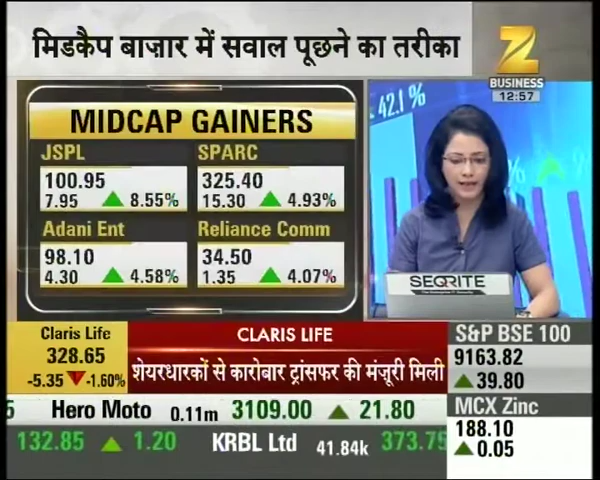 मिडकैप बाज़ार में सवाल पूछने का तरीका
Z
BUSINESS
12:57
42.1 %
%
MIDCAP GAINERS
JSPL
100.95
7.95 ▲ 8.55%
SPARC
325.40
15.30 ▲ 4.93%
Adani Ent
98.10
4.30 ▲ 4.58%
Reliance Comm
34.50
1.35 ▲ 4.07%
SEQRITE
Claris Life
328.65
-5.35 ▼ -1.60%
CLARIS LIFE
शेयरधारकों से कारोबार ट्रांसफर की मंजूरी मिली
S&P BSE 100
9163.82
▲ 39.80
MCX Zinc
188.10
▲ 0.05
5 Hero Moto 0.11m 3109.00 ▲ 21.80
132.85 ▲ 1.20 KRBL Ltd 41.84k 373.75